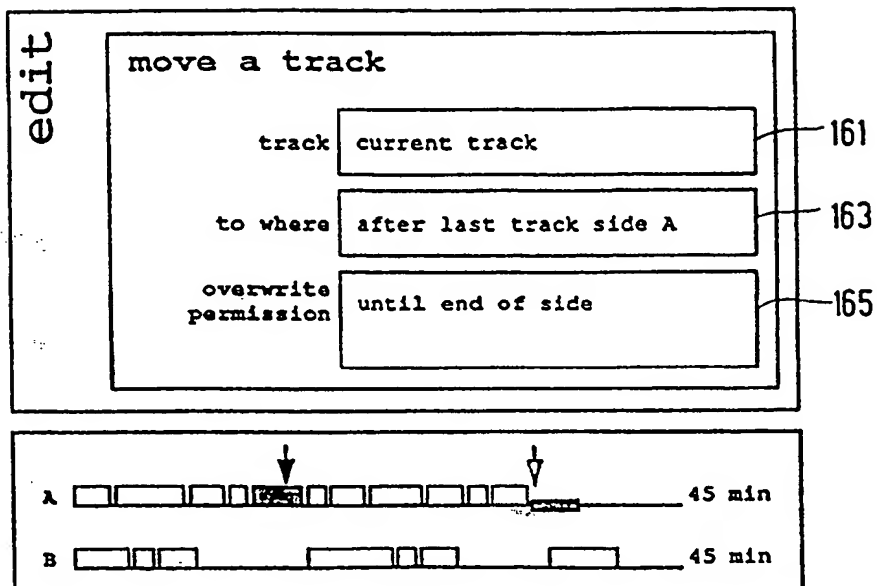 edit
move a track
track current track 161
to where after last track side A 163
overwrite
permission until end of side 165
A 45 min
B 45 min